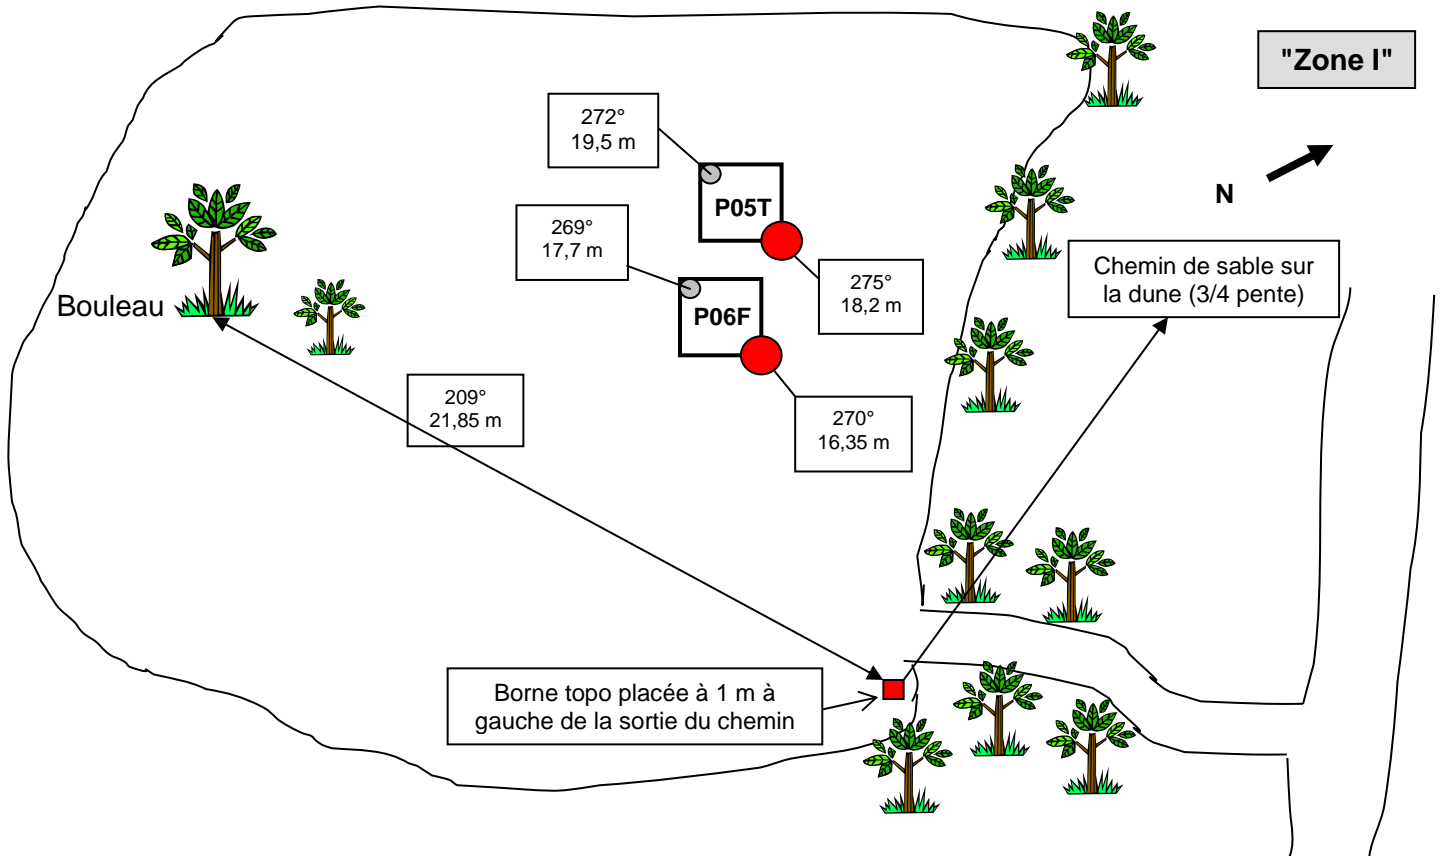 "Zone I"
272°
19,5 m
P05T
N
269°
17,7 m
275°
18,2 m
Chemin de sable sur
la dune (3/4 pente)
Bouleau
P06F
209°
21,85 m
270°
16,35 m
Borne topo placée à 1 m à
gauche de la sortie du chemin